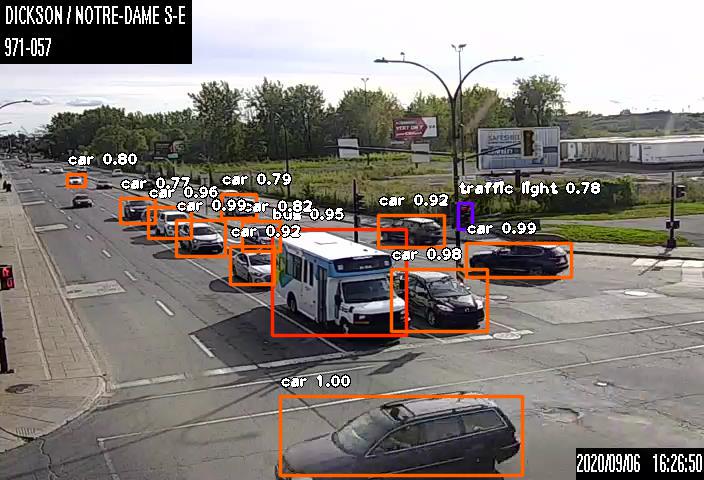 DICKSON / NOTRE-DAME S-E
971-057
car 0.80
car 0.77
car 0.96
car 0.79
car 0.99
car 0.82
bus 0.95
car 0.92
car 0.92
traffic light 0.78
car 0.99
car 0.98
car 1.00
2020/09/06 16:26:50